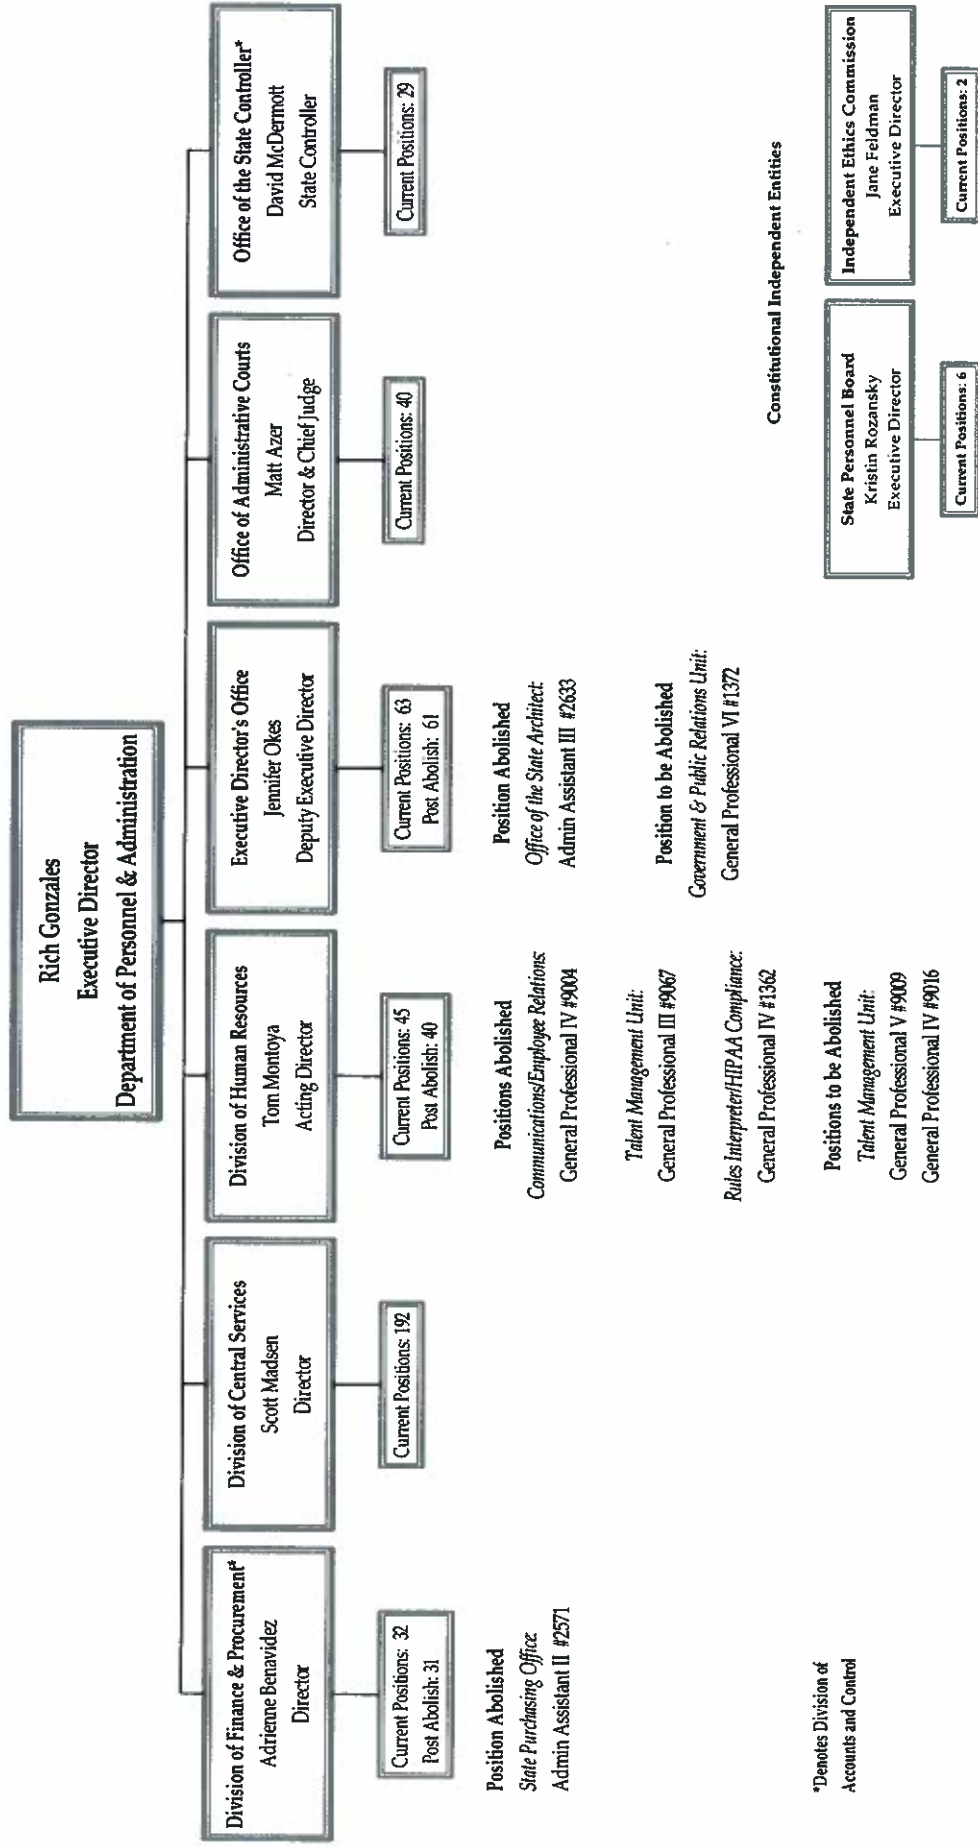 Rich Gonzales
Executive Director
Department of Personnel & Administration
Division of Finance & Procurement*
Adrienne Benavidez
Director
Current Positions: 32
Post Abolish: 31
Position Abolished
State Purchasing Office:
Admin Assistant II #2571
Division of Central Services
Scott Madsen
Director
Current Positions: 192
Division of Human Resources
Tom Montoya
Acting Director
Current Positions: 45
Post Abolish: 40
Positions Abolished
Communications/Employee Relations:
General Professional IV #9004
Talent Management Unit:
General Professional III #9067
Rules Interpreter/HIPAA Compliance:
General Professional IV #1362
Positions to be Abolished
Talent Management Unit:
General Professional V #9009
General Professional IV #9016
Executive Director's Office
Jennifer Okes
Deputy Executive Director
Current Positions: 63
Post Abolish: 61
Position Abolished
Office of the State Architect:
Admin Assistant III #2633
Position to be Abolished
Government & Public Relations Unit:
General Professional VI #1372
Office of Administrative Courts
Matt Azer
Director & Chief Judge
Current Positions: 40
Office of the State Controller*
David McDermott
State Controller
Current Positions: 29
Constitutional Independent Entities
State Personnel Board
Kristin Rozansky
Executive Director
Current Positions: 6
Independent Ethics Commission
Jane Feldman
Executive Director
Current Positions: 2
*Denotes Division of
Accounts and Control